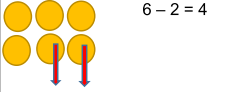 6 – 2 = 4